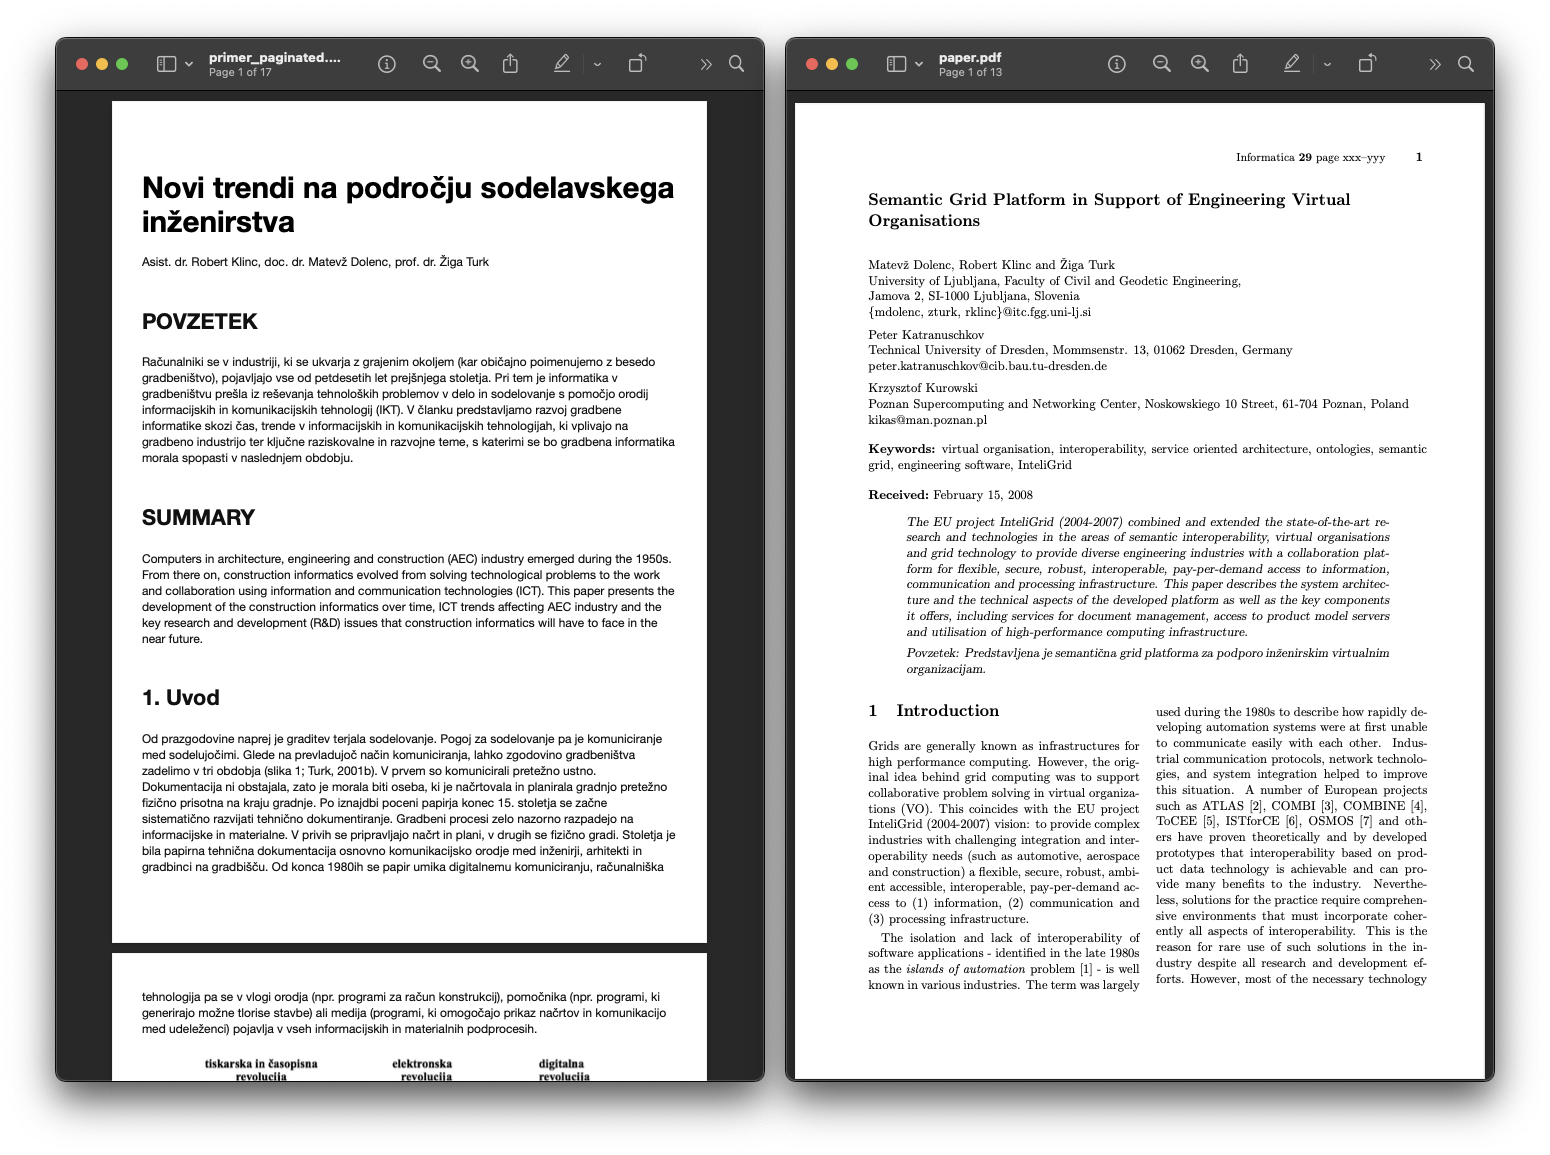 primer_paginated....
Page 1 of 17
Novi trendi na področju sodelavskega
inženirstva
Asist. dr. Robert Klinc, doc. dr. Matevž Dolenc, prof. dr. Žiga Turk
POVZETEK
Računalniki se v industriji, ki se ukvarja z grajenim okoljem (kar običajno poimenujemo z besedo
gradbeništvo), pojavljajo vse od petdesetih let prejšnjega stoletja. Pri tem je informatika v
gradbeništvu prešla iz reševanja tehnoloških problemov v delo in sodelovanje s pomočjo orodij
informacijskih in komunikacijskih tehnologij (IKT). V članku predstavljamo razvoj gradbene
informatike skozi čas, trende v informacijskih in komunikacijskih tehnologijah, ki vplivajo na
gradbeno industrijo ter ključne raziskovalne in razvojne teme, s katerimi se bo gradbena informatika
morala spopasti v naslednjem obdobju.
SUMMARY
Computers in architecture, engineering and construction (AEC) industry emerged during the 1950s.
From there on, construction informatics evolved from solving technological problems to the work
and collaboration using information and communication technologies (ICT). This paper presents the
development of the construction informatics over time, ICT trends affecting AEC industry and the
key research and development (R&D) issues that construction informatics will have to face in the
near future.
1. Uvod
Od prazgodovine naprej je graditev terjala sodelovanje. Pogoj za sodelovanje pa je komuniciranje
med sodelujočimi. Glede na prevladujoč način komuniciranja, lahko zgodovino gradbeništva
zadelimo v tri obdobja (slika 1; Turk, 2001b). V prvem so komunicirali pretežno ustno.
Dokumentacija ni obstajala, zato je morala biti oseba, ki je načrtovala in planirala gradnjo pretežno
fizično prisotna na kraju gradnje. Po iznajdbi poceni papirja konec 15. stoletja se začne
sistematično razvijati tehnično dokumentiranje. Gradbeni procesi zelo nazorno razpadejo na
informacijske in materialne. V privih se pripravljajo načrt in plani, v drugih se fizično gradi. Stoletja je
bila papirna tehnična dokumentacija osnovno komunikacijsko orodje med inženirji, arhitekti in
gradbinci na gradbišču. Od konca 1980ih se papir umika digitalnemu komuniciranju, računalniška
tehnologija pa se v vlogi orodja (npr. programi za račun konstrukcij), pomočnika (npr. programi, ki
generirajo možne tlorise stavbe) ali medija (programi, ki omogočajo prikaz načrtov in komunikacijo
med udeleženci) pojavlja v vseh informacijskih in materialnih podprocesih.
tiskarska in časopisna
revolucija
elektronska
revolucija
digitalna
revolucija
paper.pdf
Page 1 of 13
Informatica 29 page xxx–yyy 1
Semantic Grid Platform in Support of Engineering Virtual
Organisations
Matevž Dolenc, Robert Klinc and Žiga Turk
University of Ljubljana, Faculty of Civil and Geodetic Engineering,
Jamova 2, SI-1000 Ljubljana, Slovenia
{mdolenc, zturk, rklinc}@itc.fgg.uni-lj.si
Peter Katranuschkov
Technical University of Dresden, Mommsenstr. 13, 01062 Dresden, Germany
peter.katranuschkov@cib.bau.tu-dresden.de
Krzysztof Kurowski
Poznan Supercomputing and Networking Center, Noskowskiego 10 Street, 61-704 Poznan, Poland
kikas@man.poznan.pl
Keywords: virtual organisation, interoperability, service oriented architecture, ontologies, semantic
grid, engineering software, InteliGrid
Received: February 15, 2008
The EU project InteliGrid (2004-2007) combined and extended the state-of-the-art re-
search and technologies in the areas of semantic interoperability, virtual organisations
and grid technology to provide diverse engineering industries with a collaboration plat-
form for flexible, secure, robust, interoperable, pay-per-demand access to information,
communication and processing infrastructure. This paper describes the system architec-
ture and the technical aspects of the developed platform as well as the key components
it offers, including services for document management, access to product model servers
and utilisation of high-performance computing infrastructure.
Povzetek: Predstavljena je semantična grid platforma za podporo inženirskim virtualnim
organizacijam.
1 Introduction
Grids are generally known as infrastructures for
high performance computing. However, the orig-
inal idea behind grid computing was to support
collaborative problem solving in virtual organiza-
tions (VO). This coincides with the EU project
InteliGrid (2004-2007) vision: to provide complex
industries with challenging integration and inter-
operability needs (such as automotive, aerospace
and construction) a flexible, secure, robust, ambi-
ent accessible, interoperable, pay-per-demand ac-
cess to (1) information, (2) communication and
(3) processing infrastructure.
The isolation and lack of interoperability of
software applications - identified in the late 1980s
as the islands of automation problem [1] - is well
known in various industries. The term was largely
used during the 1980s to describe how rapidly de-
veloping automation systems were at first unable
to communicate easily with each other. Indus-
trial communication protocols, network technolo-
gies, and system integration helped to improve
this situation. A number of European projects
such as ATLAS [2], COMBI [3], COMBINE [4],
ToCEE [5], ISTforCE [6], OSMOS [7] and oth-
ers have proven theoretically and by developed
prototypes that interoperability based on prod-
uct data technology is achievable and can pro-
vide many benefits to the industry. Neverthe-
less, solutions for the practice require comprehen-
sive environments that must incorporate coher-
ently all aspects of interoperability. This is the
reason for rare use of such solutions in the in-
dustry despite all research and development ef-
forts. However, most of the necessary technology